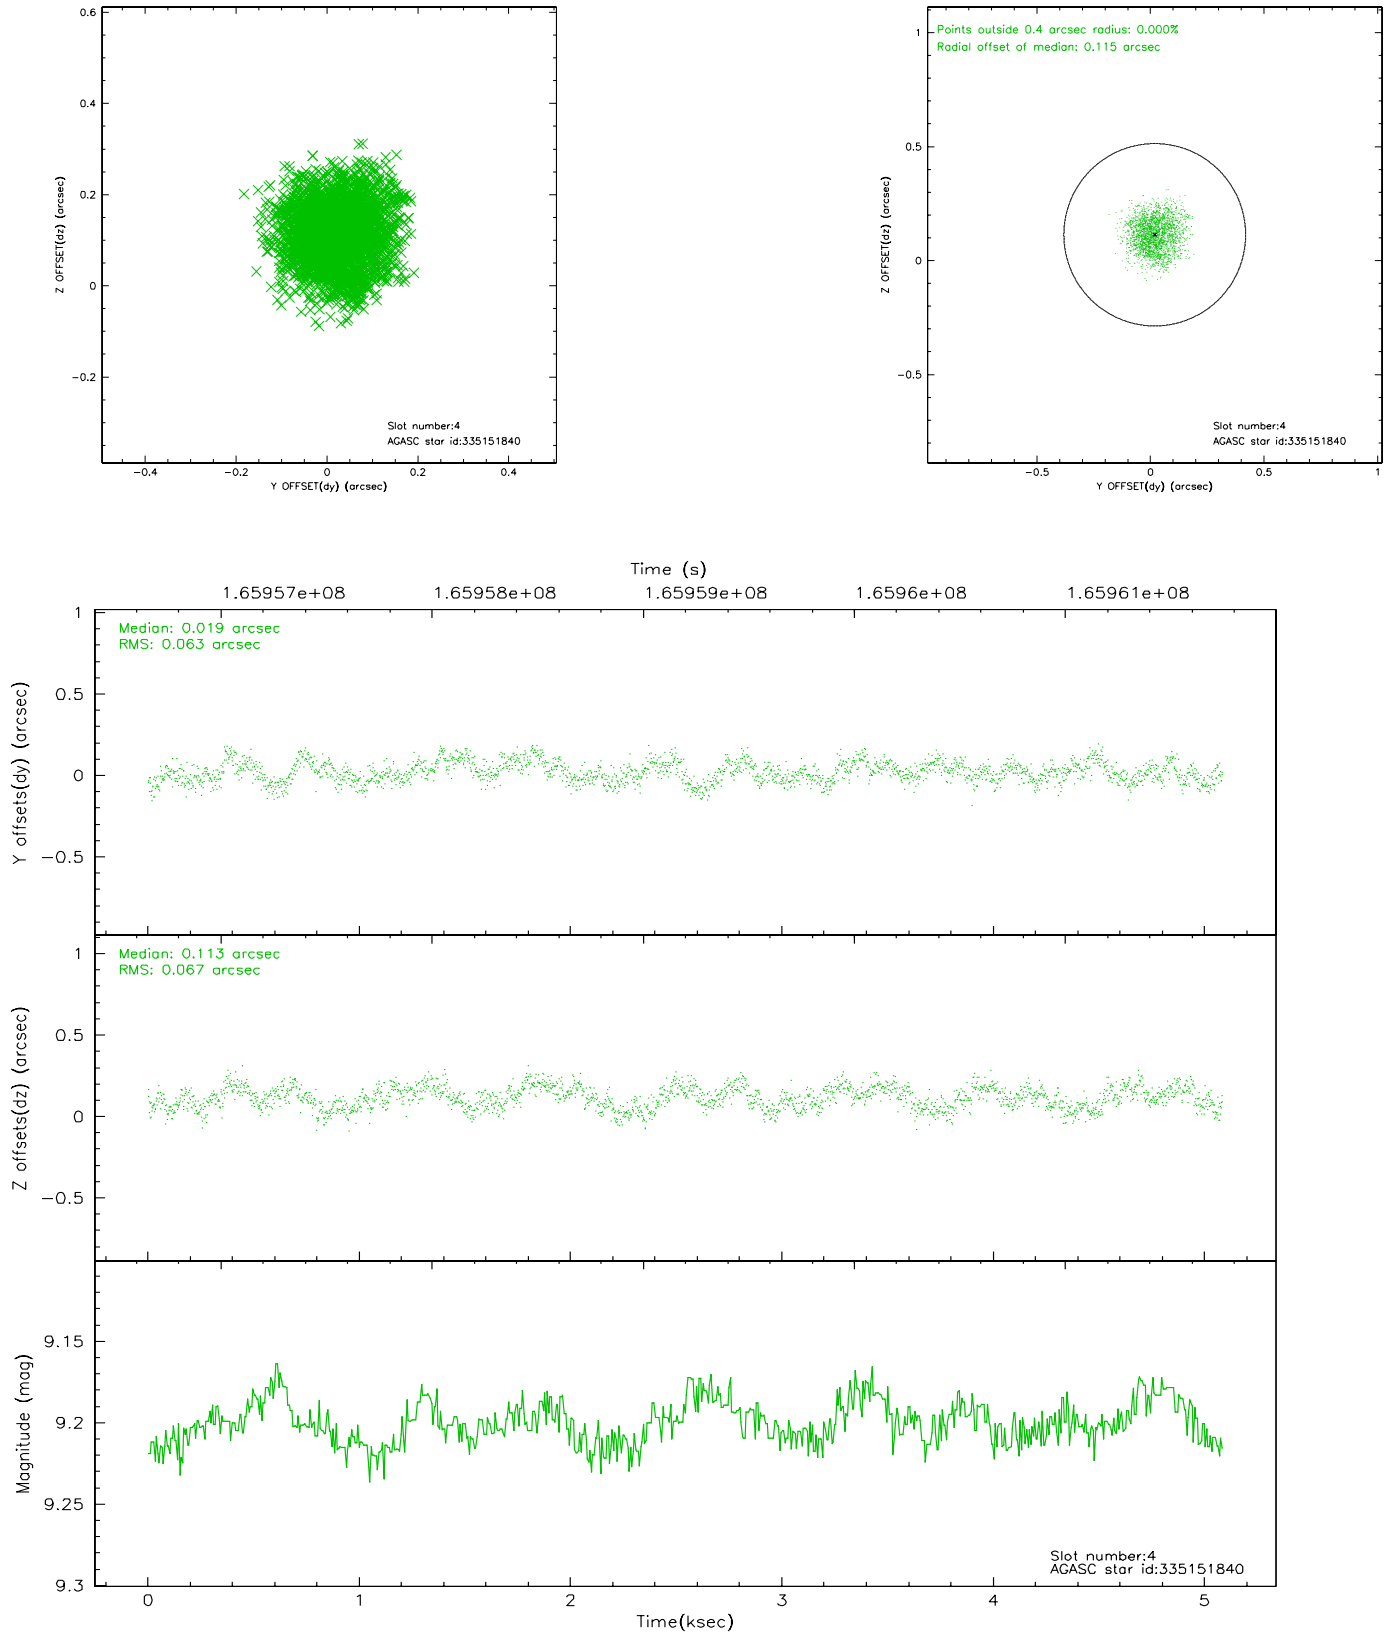 0.6
0.4
0.2
0
−0.2
Z OFFSET(dz) (arcsec)
Slot number:4
AGASC star id:335151840
−0.4 −0.2 0 0.2 0.4
Y OFFSET(dy) (arcsec)
Points outside 0.4 arcsec radius: 0.000%
Radial offset of median: 0.115 arcsec
1
0.5
0
−0.5
Z OFFSET(dz) (arcsec)
Slot number:4
AGASC star id:335151840
−0.5 0 0.5 1
Y OFFSET(dy) (arcsec)
Time (s)
1.65957e+08 1.65958e+08 1.65959e+08 1.6596e+08 1.65961e+08
Median: 0.019 arcsec
RMS: 0.063 arcsec
1
0.5
0
−0.5
Y offsets(dy) (arcsec)
Median: 0.113 arcsec
RMS: 0.067 arcsec
1
0.5
0
−0.5
Z offsets(dz) (arcsec)
9.15
9.2
9.25
9.3
Magnitude (mag)
Slot number:4
AGASC star id:335151840
0 1 2 3 4 5
Time(ksec)